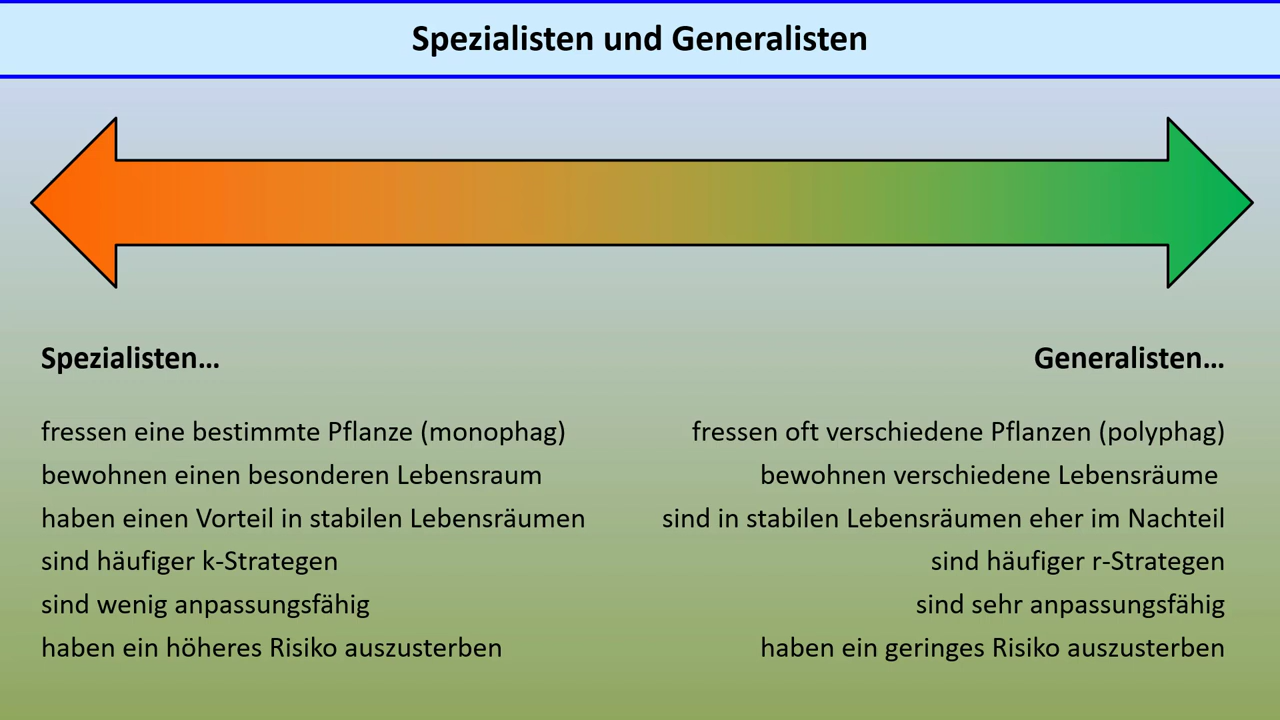 Spezialisten und Generalisten
Spezialisten...
fressen eine bestimmte Pflanze (monophag)
bewohnen einen besonderen Lebensraum
haben einen Vorteil in stabilen Lebensräumen
sind häufiger k-Strategen
sind wenig anpassungsfähig
haben ein höheres Risiko auszusterben
Generalisten...
fressen oft verschiedene Pflanzen (polyphag)
bewohnen verschiedene Lebensräume
sind in stabilen Lebensräumen eher im Nachteil
sind häufiger r-Strategen
sind sehr anpassungsfähig
haben ein geringes Risiko auszusterben